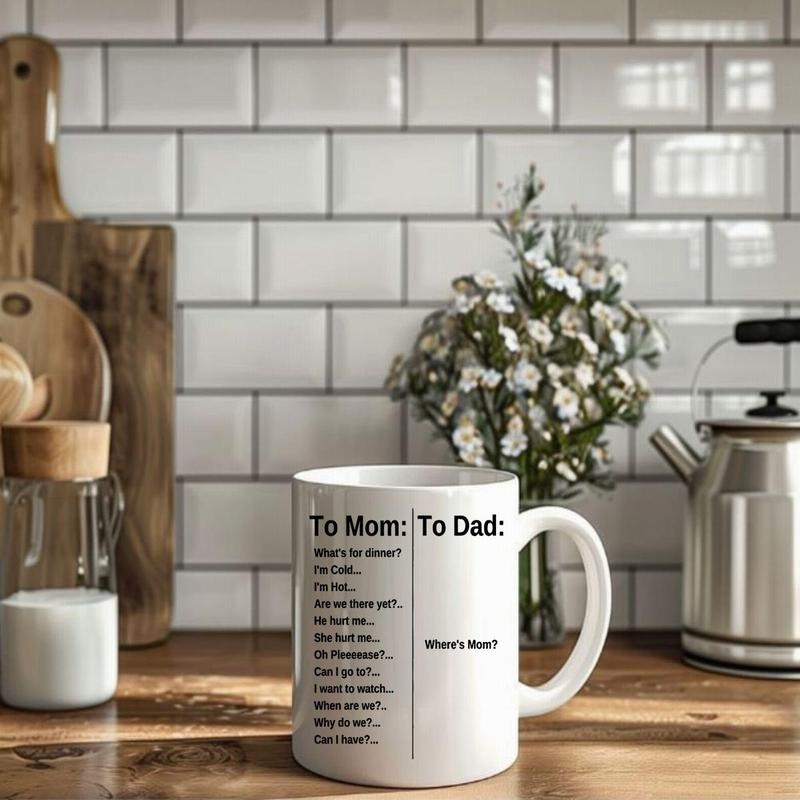 To Mom:
What's for dinner?
I'm Cold...
I'm Hot...
Are we there yet?..
He hurt me...
She hurt me...
Oh Pleeeease?...
Can I go to?...
I want to watch...
When are we?..
Why do we?...
Can I have?...
To Dad:
Where's Mom?